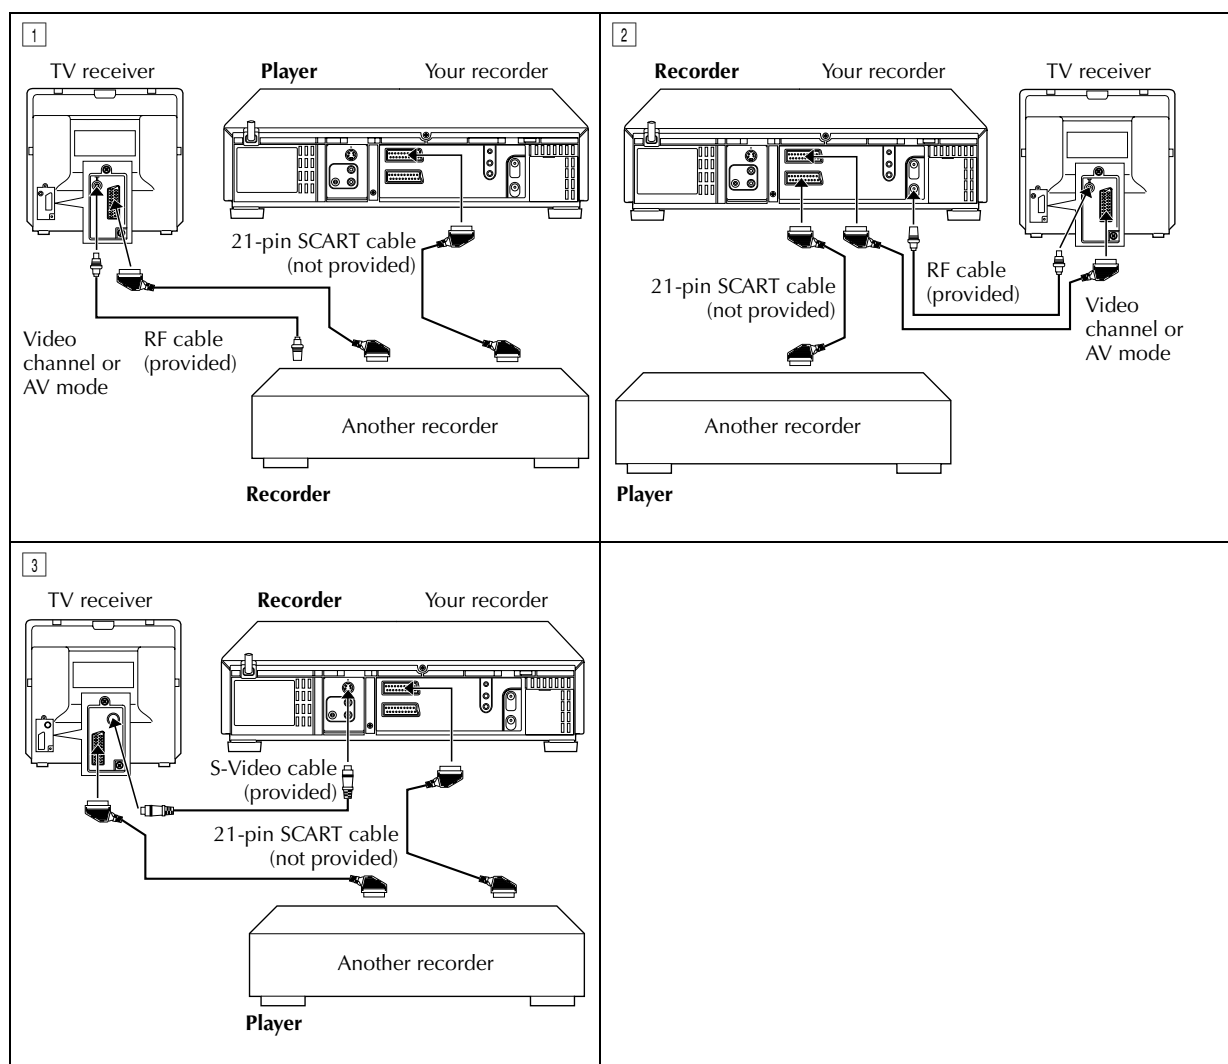 1
TV receiver
Player
Your recorder
21-pin SCART cable
(not provided)
Video
channel or
AV mode
RF cable
(provided)
Another recorder
Recorder
2
Recorder
Your recorder
TV receiver
21-pin SCART cable
(not provided)
RF cable
(provided)
Video
channel or
AV mode
Another recorder
Player
3
TV receiver
Recorder
Your recorder
S-Video cable
(provided)
21-pin SCART cable
(not provided)
Another recorder
Player